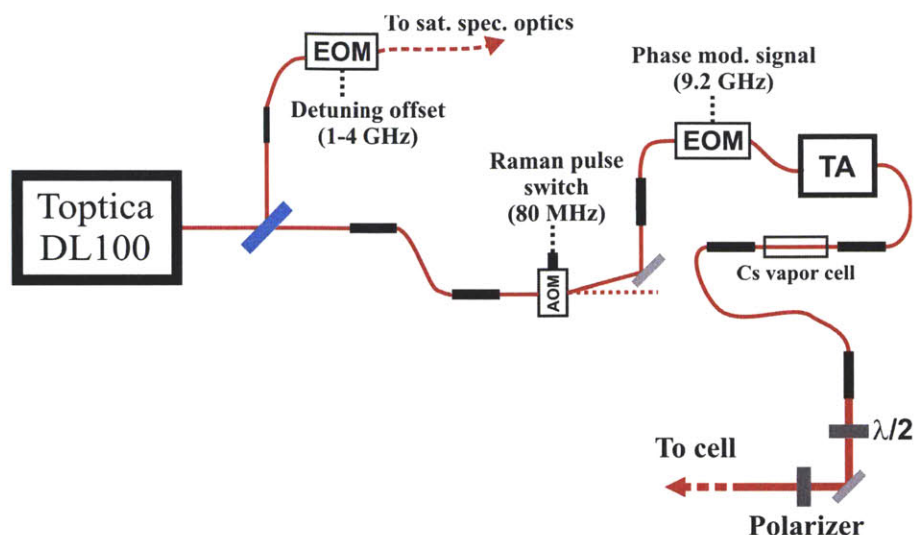 To sat. spec. optics
EOM
Detuning offset
(1-4 GHz)
Phase mod. signal
(9.2 GHz)
EOM
TA
Raman pulse
switch
(80 MHz)
Toptica
DL100
AOM
Cs vapor cell
λ/2
To cell
Polarizer